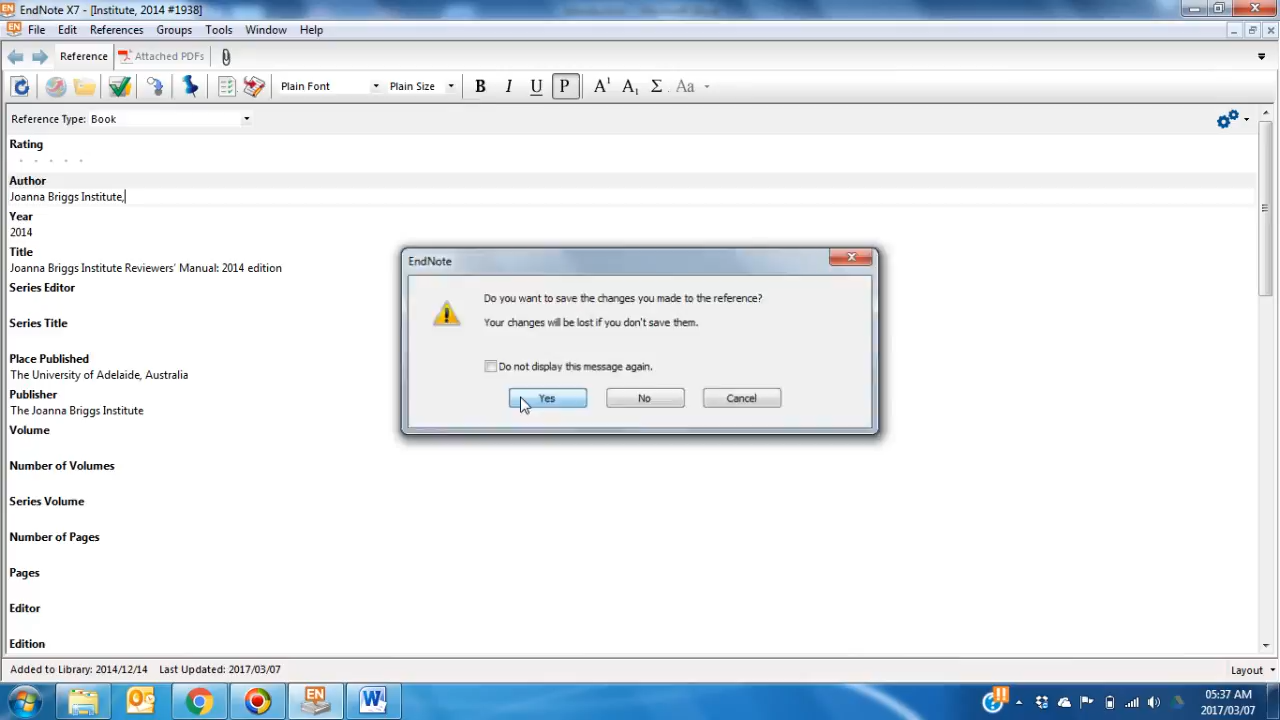 EndNote X7 - [Institute, 2014 #1938]
File Edit References Groups Tools Window Help
Reference Attached PDFs
Plain Font Plain Size B I U P A¹ A₁ Σ Aa
Reference Type: Book
Rating
Author
Joanna Briggs Institute,
Year
2014
Title
Joanna Briggs Institute Reviewers' Manual: 2014 edition
Series Editor
Series Title
Place Published
The University of Adelaide, Australia
Publisher
The Joanna Briggs Institute
Volume
Number of Volumes
Series Volume
Number of Pages
Pages
Editor
Edition
EndNote
Do you want to save the changes you made to the reference?
Your changes will be lost if you don't save them.
Do not display this message again.
Yes No Cancel
Added to Library: 2014/12/14 Last Updated: 2017/03/07 Layout
05:37 AM
2017/03/07